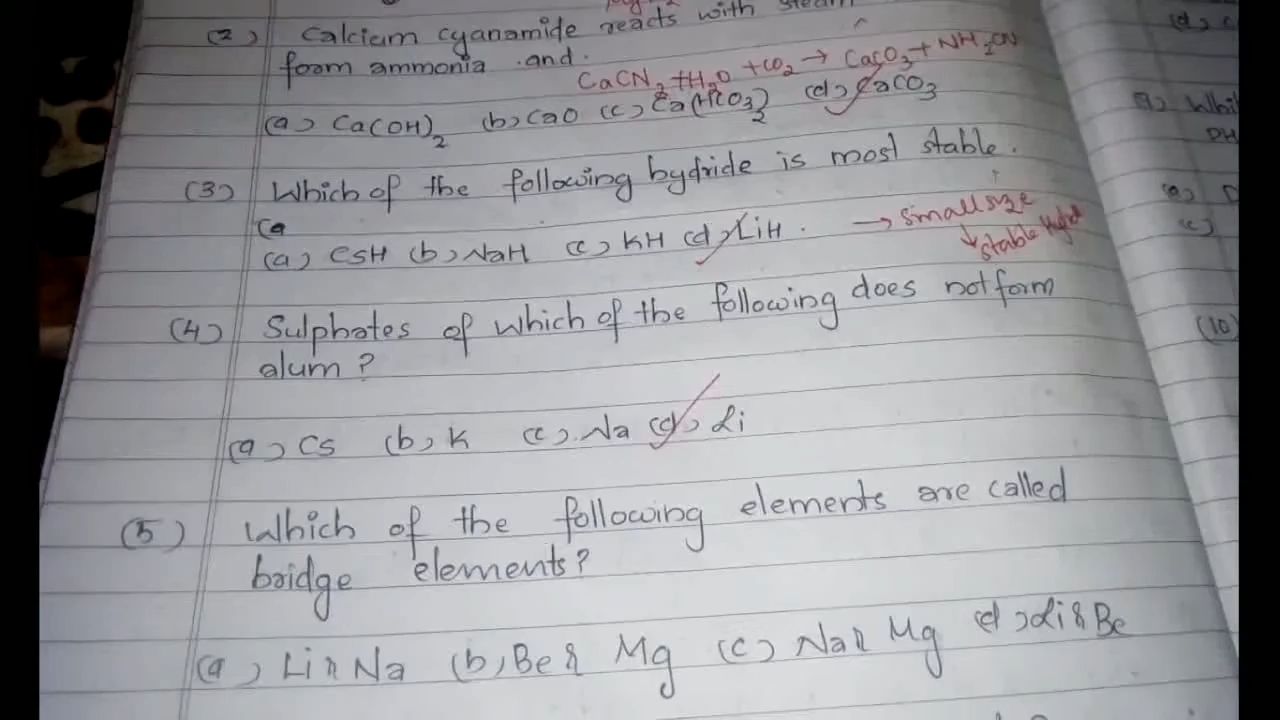 (2) Calcium cyanamide reacts with steam
form ammonia and.
CaCN2 + H2O + CO2 → CaCO3 + NH2CN
(a) Ca(OH)2 (b) CaO (c) Ca(HCO3)2 (d) CaCO3
(3) Which of the following hydride is most stable.
(a
(a) CsH (b) NaH (c) KH (d) LiH. → small size
↓ stable
(4) Sulphates of which of the following does not form
alum?
(a) Cs (b) K (c) Na (d) Li
(5) Which of the following elements are called
bridge elements?
(a) Li & Na (b) Be & Mg (c) Na & Mg (d) Li & Be
(10)